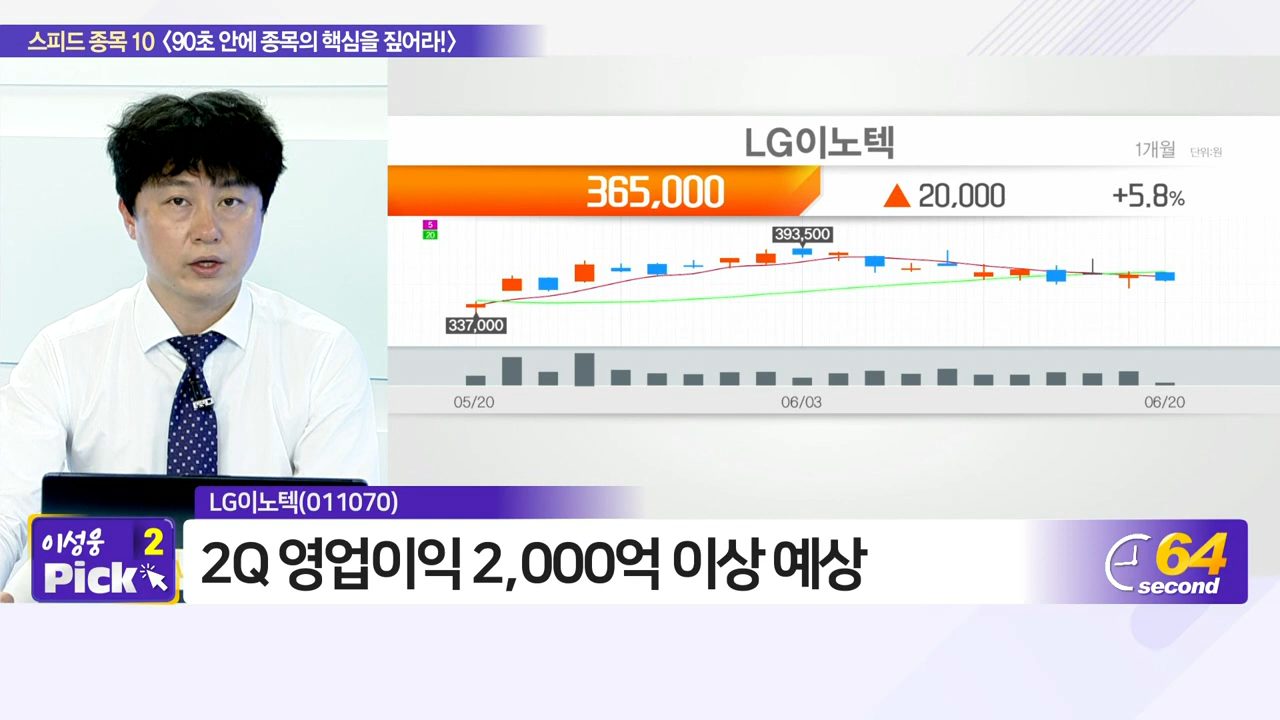 스피드 종목 10 〈90초 안에 종목의 핵심을 짚어라!〉
LG이노텍
1개월 단위:원
365,000 ▲ 20,000 +5.8%
5
20
393,500
337,000
05/20 06/03 06/20
LG이노텍(011070)
이성웅 2
Pick
2Q 영업이익 2,000억 이상 예상
64
second